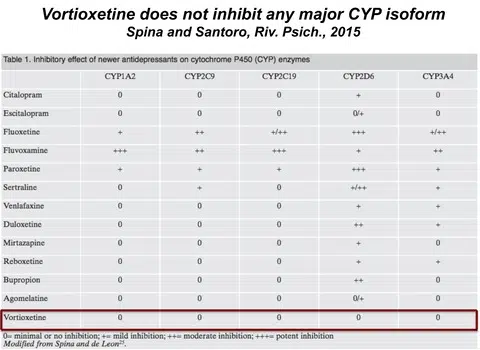 Vortioxetine does not inhibit any major CYP isoform
Spina and Santoro, Riv. Psich., 2015
Table 1. Inhibitory effect of newer antidepressants on cytochrome P450 (CYP) enzymes
CYP1A2 CYP2C9 CYP2C19 CYP2D6 CYP3A4
Citalopram 0 0 0 + 0
Escitalopram 0 0 0 0/+ 0
Fluoxetine + ++ +/++ +++ +/++
Fluvoxamine +++ ++ +++ + ++
Paroxetine + + + +++ +
Sertraline 0 + 0 +/++ +
Venlafaxine 0 0 0 + +
Duloxetine 0 0 0 ++ +
Mirtazapine 0 0 0 + 0
Reboxetine 0 0 0 + +
Bupropion 0 0 0 ++ 0
Agomelatine 0 0 0 0/+ 0
Vortioxetine 0 0 0 0 0
0= minimal or no inhibition; += mild inhibition; ++= moderate inhibition; +++= potent inhibition
Modified from Spina and de Leon²³.